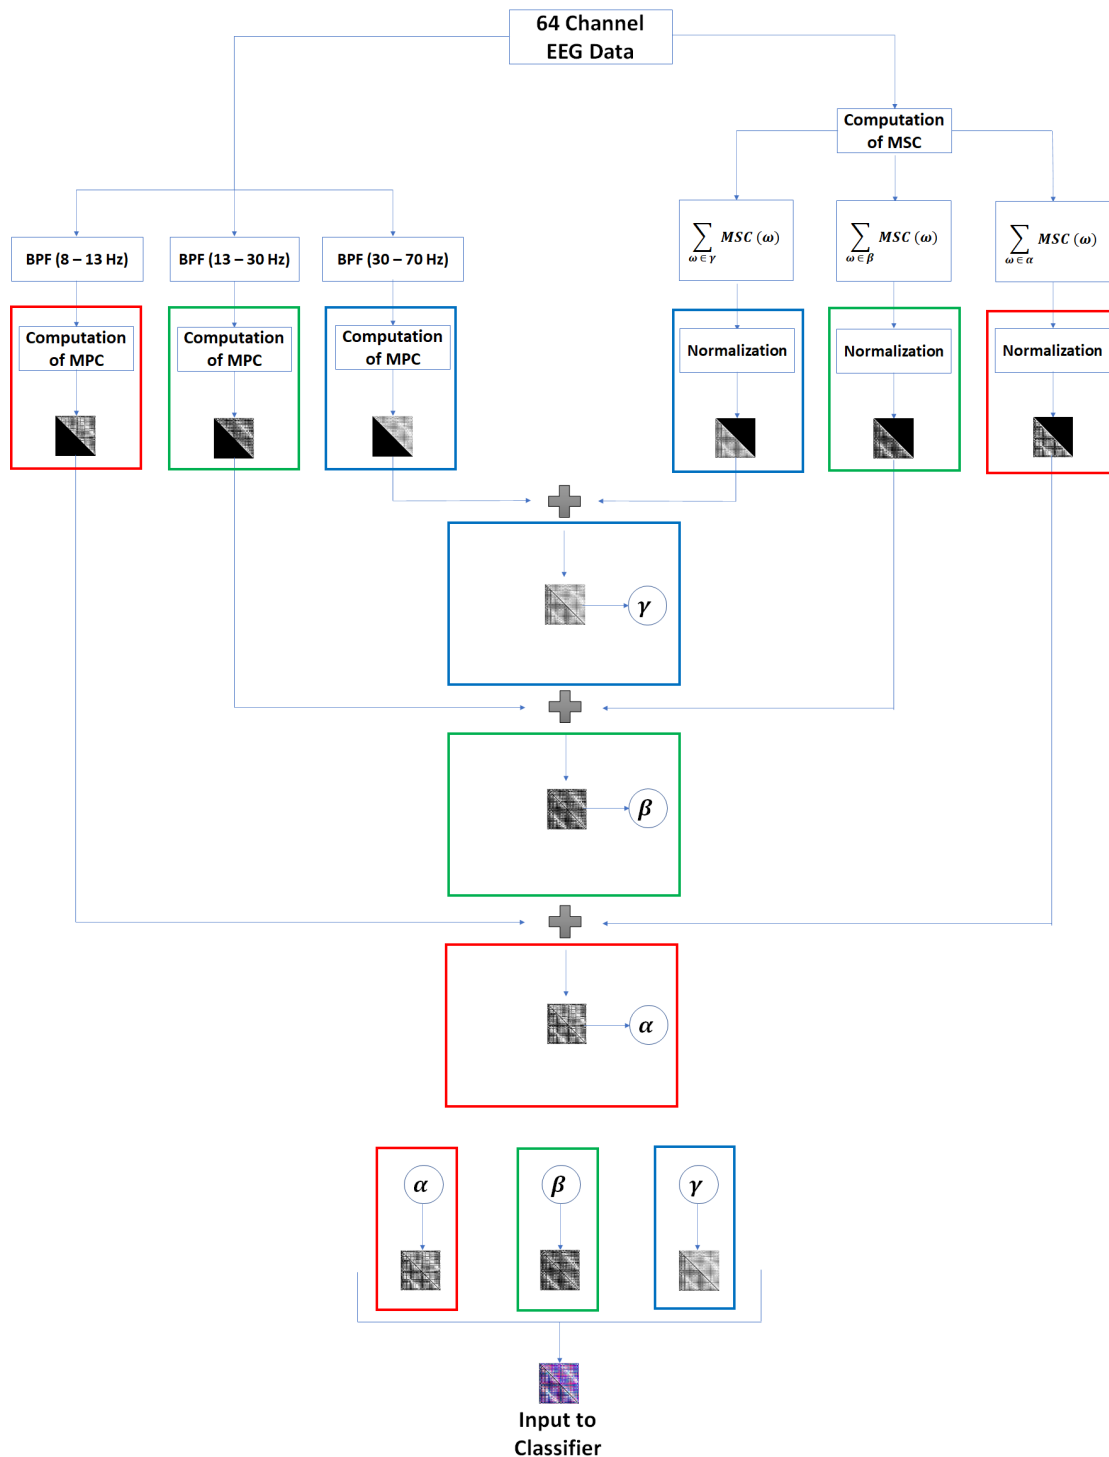 64 Channel
EEG Data
Computation
of MSC
∑ MSC (ω)
ω ∈ γ
∑ MSC (ω)
ω ∈ β
∑ MSC (ω)
ω ∈ α
BPF (8 – 13 Hz)
BPF (13 – 30 Hz)
BPF (30 – 70 Hz)
Computation
of MPC
Computation
of MPC
Computation
of MPC
Normalization
Normalization
Normalization
γ
β
α
α
β
γ
Input to
Classifier